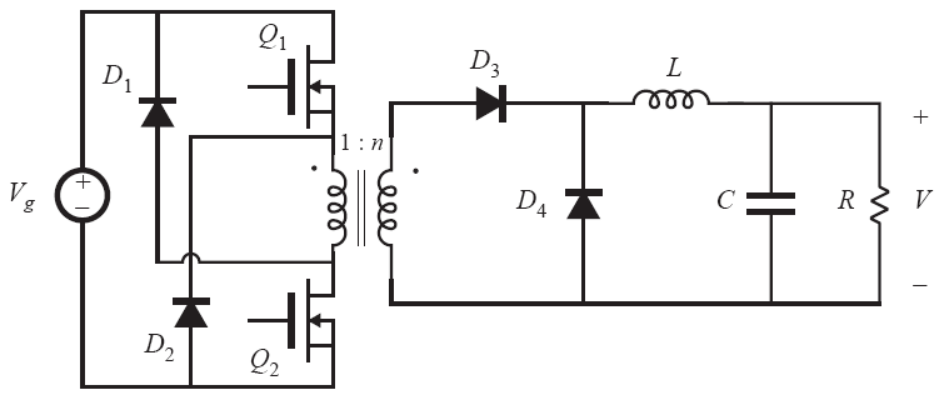 Q1
D1
D3
L
1 : n
+
Vg
+
−
D4
C
R
V
−
D2
Q2